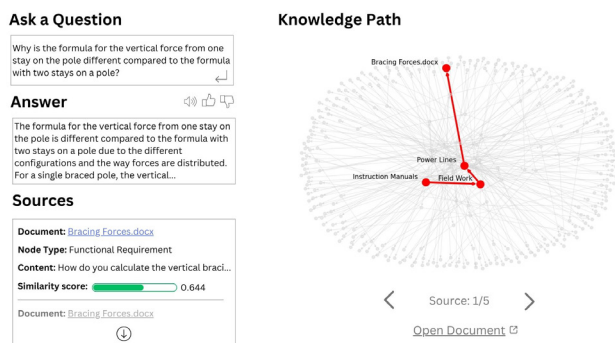 Ask a Question
Why is the formula for the vertical force from one
stay on the pole different compared to the formula
with two stays on a pole?
Answer
The formula for the vertical force from one stay on
the pole is different compared to the formula with
two stays on a pole due to the different
configurations and the way forces are distributed.
For a single braced pole, the vertical...
Sources
Document: Bracing Forces.docx
Node Type: Functional Requirement
Content: How do you calculate the vertical braci...
Similarity score: 0.644
Document: Bracing Forces.docx
Knowledge Path
Bracing Forces.docx
Power Lines
Instruction Manuals
Field Work
Source: 1/5
Open Document